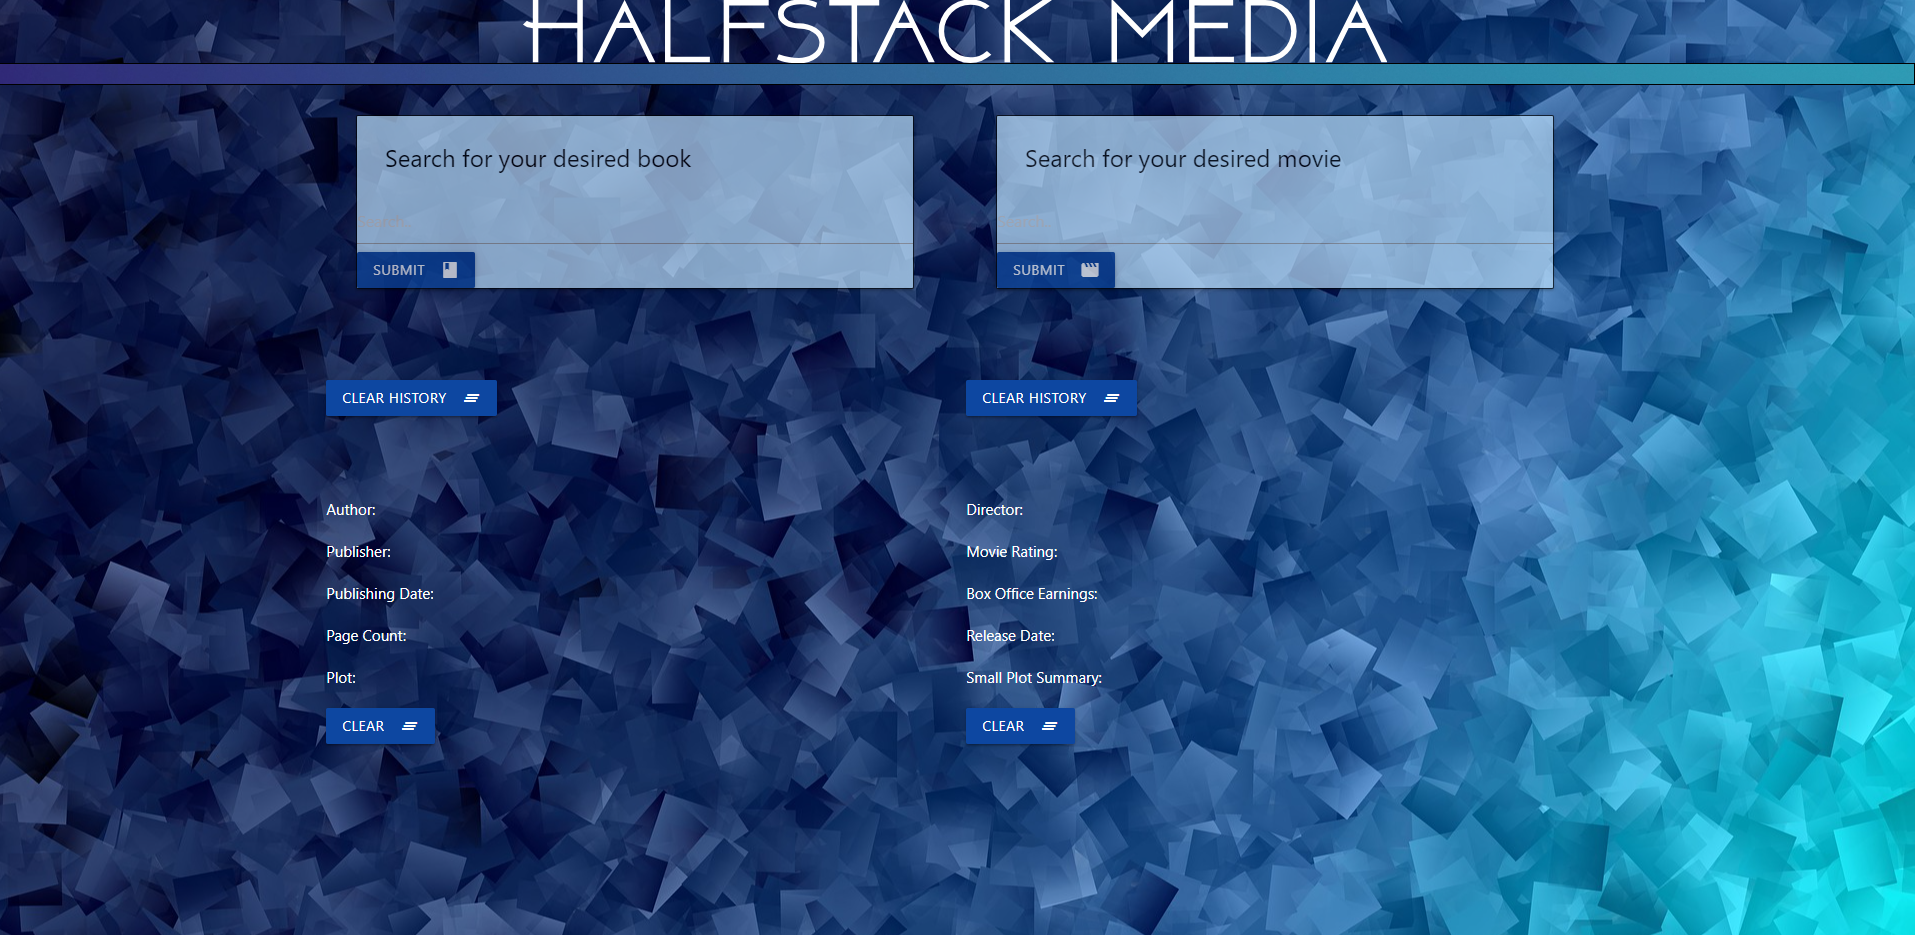 HALFSTACK MEDIA
Search for your desired book
SUBMIT
CLEAR HISTORY
Author:
Publisher:
Publishing Date:
Page Count:
Plot:
CLEAR
Search for your desired movie
SUBMIT
CLEAR HISTORY
Director:
Movie Rating:
Box Office Earnings:
Release Date:
Small Plot Summary:
CLEAR